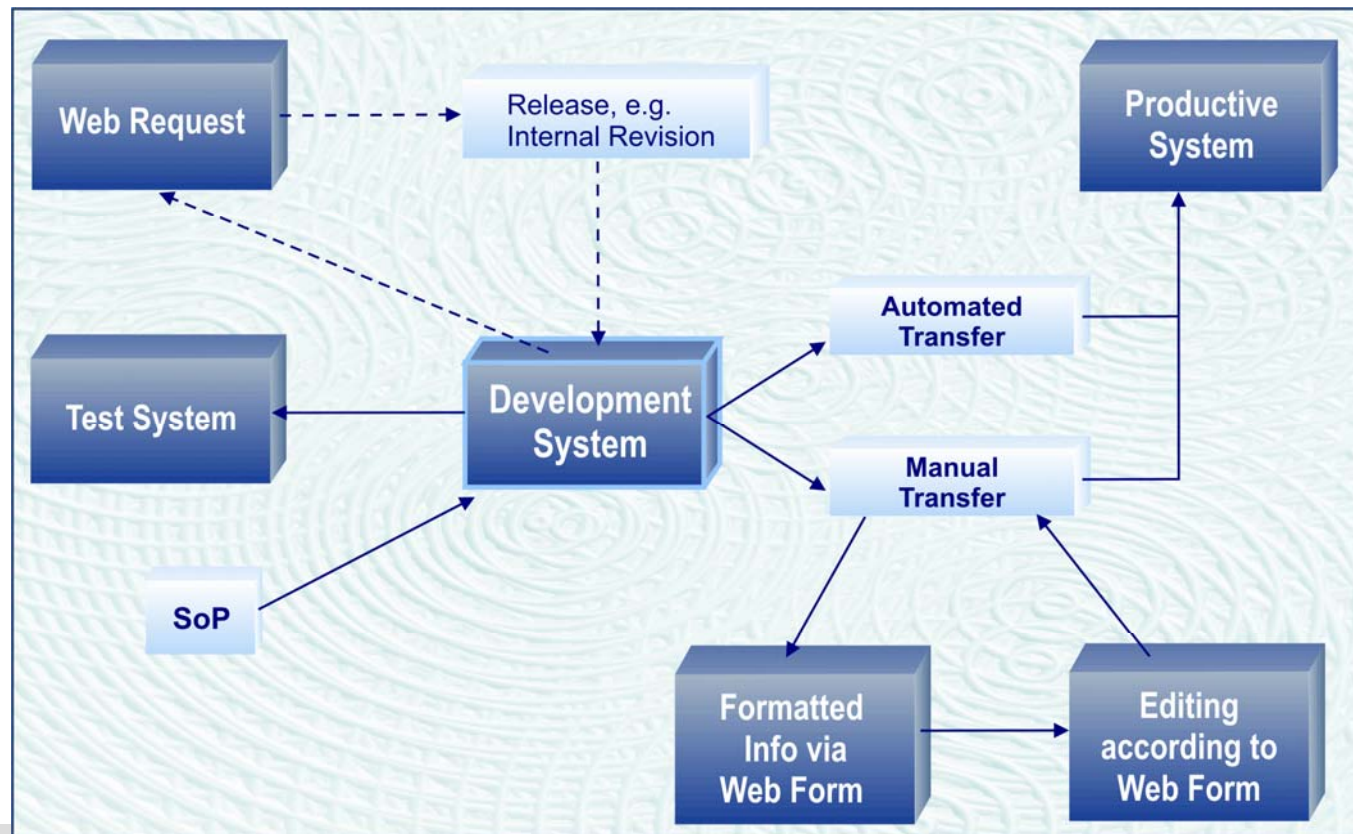 Web Request
Release, e.g.
Internal Revision
Productive
System
Automated
Transfer
Test System
Development
System
Manual
Transfer
SoP
Formatted
Info via
Web Form
Editing
according to
Web Form